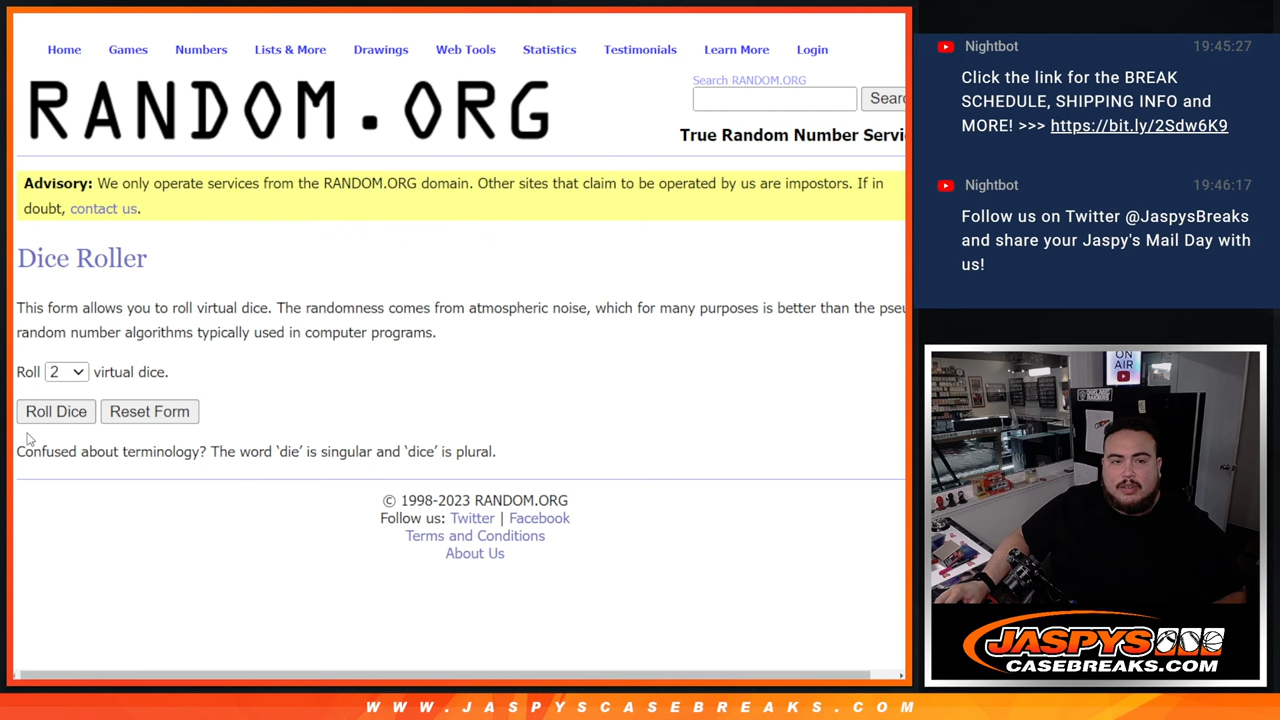 Home Games Numbers Lists & More Drawings Web Tools Statistics Testimonials Learn More Login
RANDOM.ORG
Search RANDOM.ORG
Searc
True Random Number Servi
Advisory: We only operate services from the RANDOM.ORG domain. Other sites that claim to be operated by us are impostors. If in
doubt, contact us.
Dice Roller
This form allows you to roll virtual dice. The randomness comes from atmospheric noise, which for many purposes is better than the pseu
random number algorithms typically used in computer programs.
Roll 2 virtual dice.
Roll Dice Reset Form
Confused about terminology? The word ‘die’ is singular and ‘dice’ is plural.
© 1998-2023 RANDOM.ORG
Follow us: Twitter | Facebook
Terms and Conditions
About Us
Nightbot 19:45:27
Click the link for the BREAK
SCHEDULE, SHIPPING INFO and
MORE! >>> https://bit.ly/2Sdw6K9
Nightbot 19:46:17
Follow us on Twitter @JaspysBreaks
and share your Jaspy's Mail Day with
us!
ON
AIR
JASPYS
CASEBREAKS.COM
WWW.JASPYSCASEBREAKS.COM